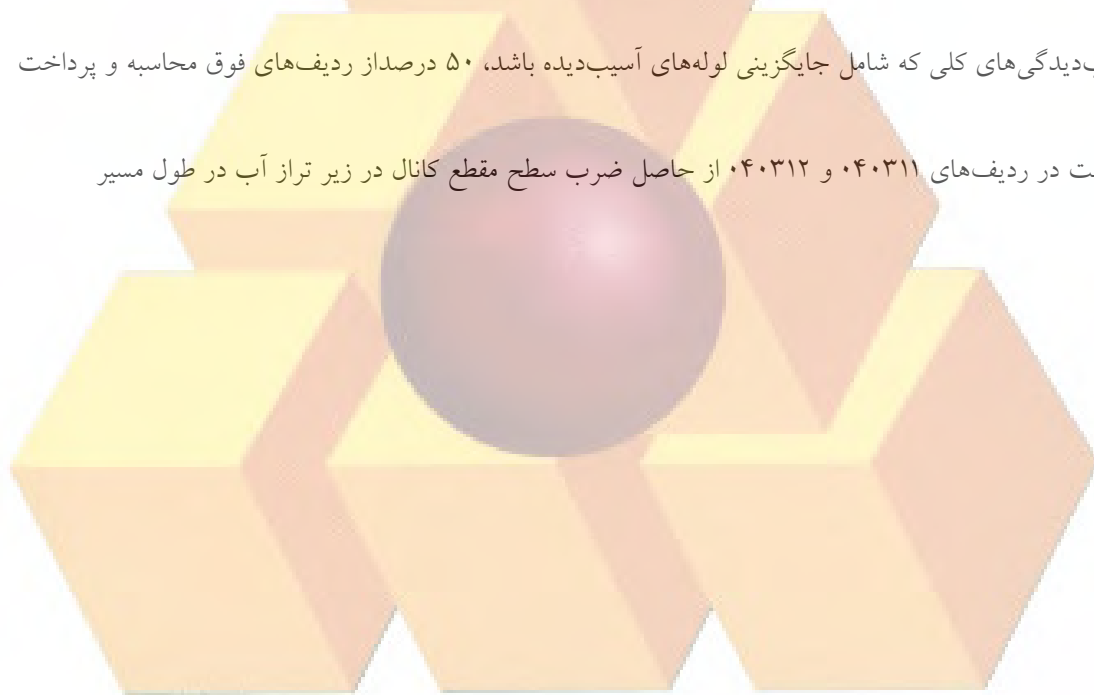 دیدگی‌های کلی که شامل جایگزینی لوله‌های آسیب‌دیده باشد، ۵۰ درصداز ردیف‌های فوق محاسبه و پرداخت
در ردیف‌های ۰۴۰۳۱۱ و ۰۴۰۳۱۲ از حاصل ضرب سطح مقطع کانال در زیر تراز آب در طول مسیر